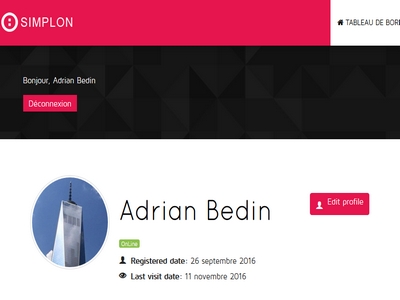 SIMPLON
TABLEAU DE BOR
Bonjour, Adrian Bedin
Déconnexion
Adrian Bedin
Edit profile
OnLine
Registered date: 26 septembre 2016
Last visit date: 11 novembre 2016